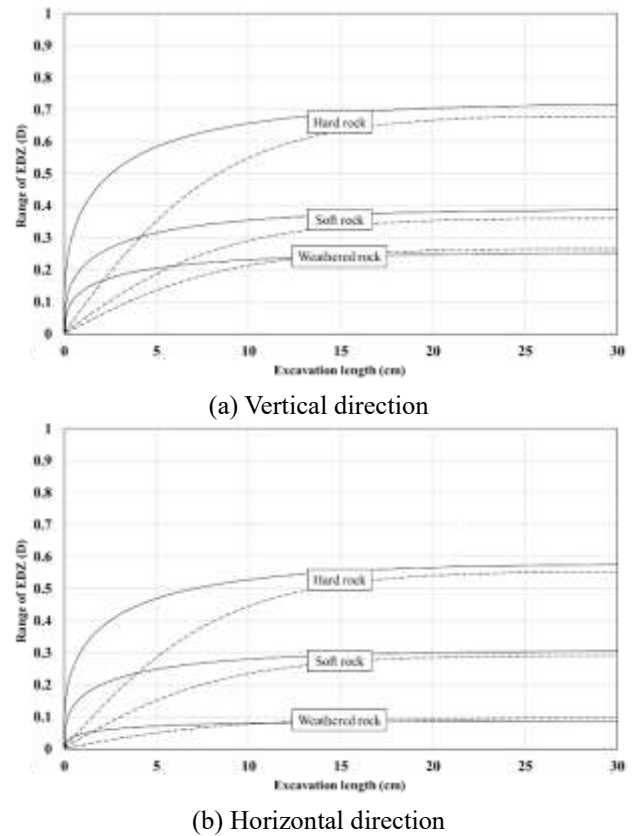 1
0.9
0.8
0.7
0.6
0.5
0.4
0.3
0.2
0.1
0
Range of EDZ (D)
Hard rock
Soft rock
Weathered rock
0 5 10 15 20 25 30
Excavation length (cm)
(a) Vertical direction
1
0.9
0.8
0.7
0.6
0.5
0.4
0.3
0.2
0.1
0
Range of EDZ (D)
Hard rock
Soft rock
Weathered rock
0 5 10 15 20 25 30
Excavation length (cm)
(b) Horizontal direction